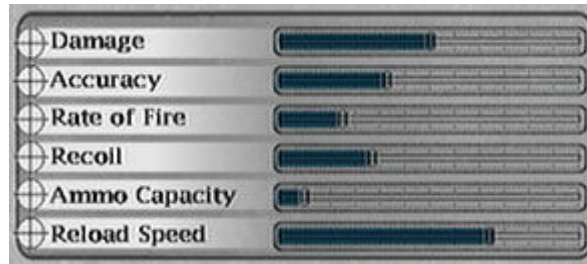 Damage
Accuracy
Rate of Fire
Recoil
Ammo Capacity
Reload Speed